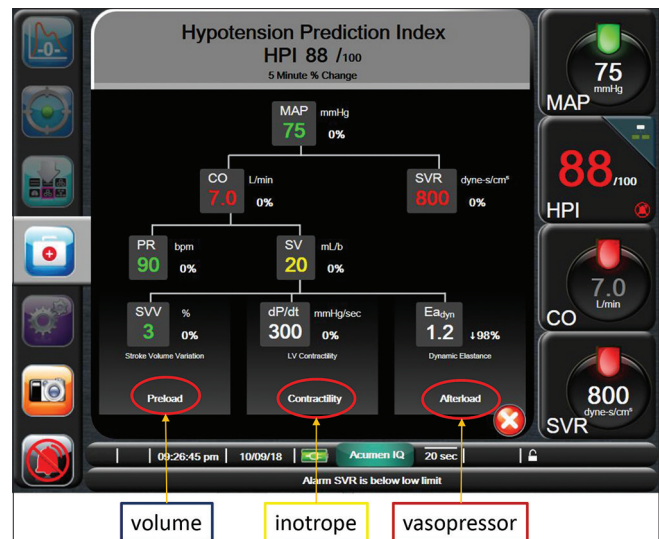 Hypotension Prediction Index
HPI 88 /100
5 Minute % Change
MAP mmHg
75 0%
CO L/min
7.0 0%
SVR dyne-s/cm⁵
800 0%
PR bpm
90 0%
SV mL/b
20 0%
SVV %
3 0%
Stroke Volume Variation
Preload
dP/dt mmHg/sec
300 0%
LV Contractility
Contractility
Eadyn
1.2 ↓98%
Dynamic Elastance
Afterload
-0-
75
mmHg
MAP
88/100
HPI
7.0
L/min
CO
800
dyne-s/cm⁵
SVR
09:26:45 pm 10/09/18 Acumen IQ 20 sec
Alarm SVR is below low limit
volume inotrope vasopressor